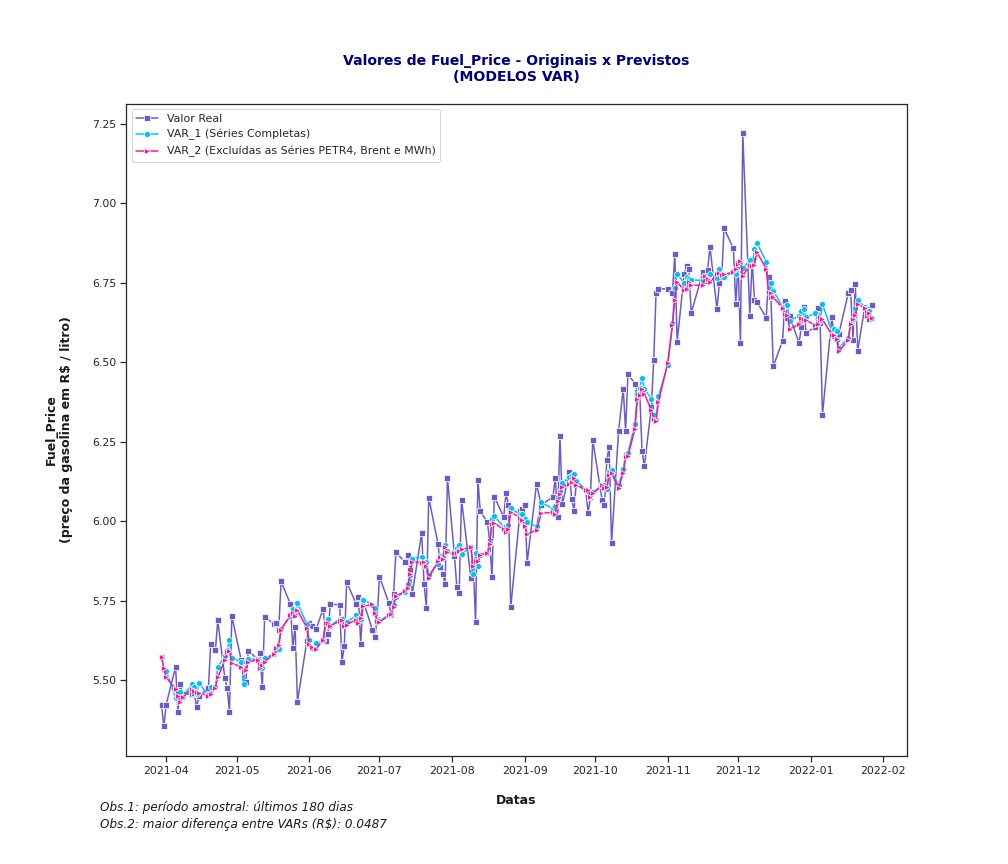 Valores de Fuel_Price - Originais x Previstos
(MODELOS VAR)
Valor Real
VAR_1 (Séries Completas)
VAR_2 (Excluídas as Séries PETR4, Brent e MWh)
7.25
7.00
6.75
6.50
6.25
6.00
5.75
5.50
Fuel_Price
(preço da gasolina em R$ / litro)
2021-04
2021-05
2021-06
2021-07
2021-08
2021-09
2021-10
2021-11
2021-12
2022-01
2022-02
Datas
Obs.1: período amostral: últimos 180 dias
Obs.2: maior diferença entre VARs (R$): 0.0487